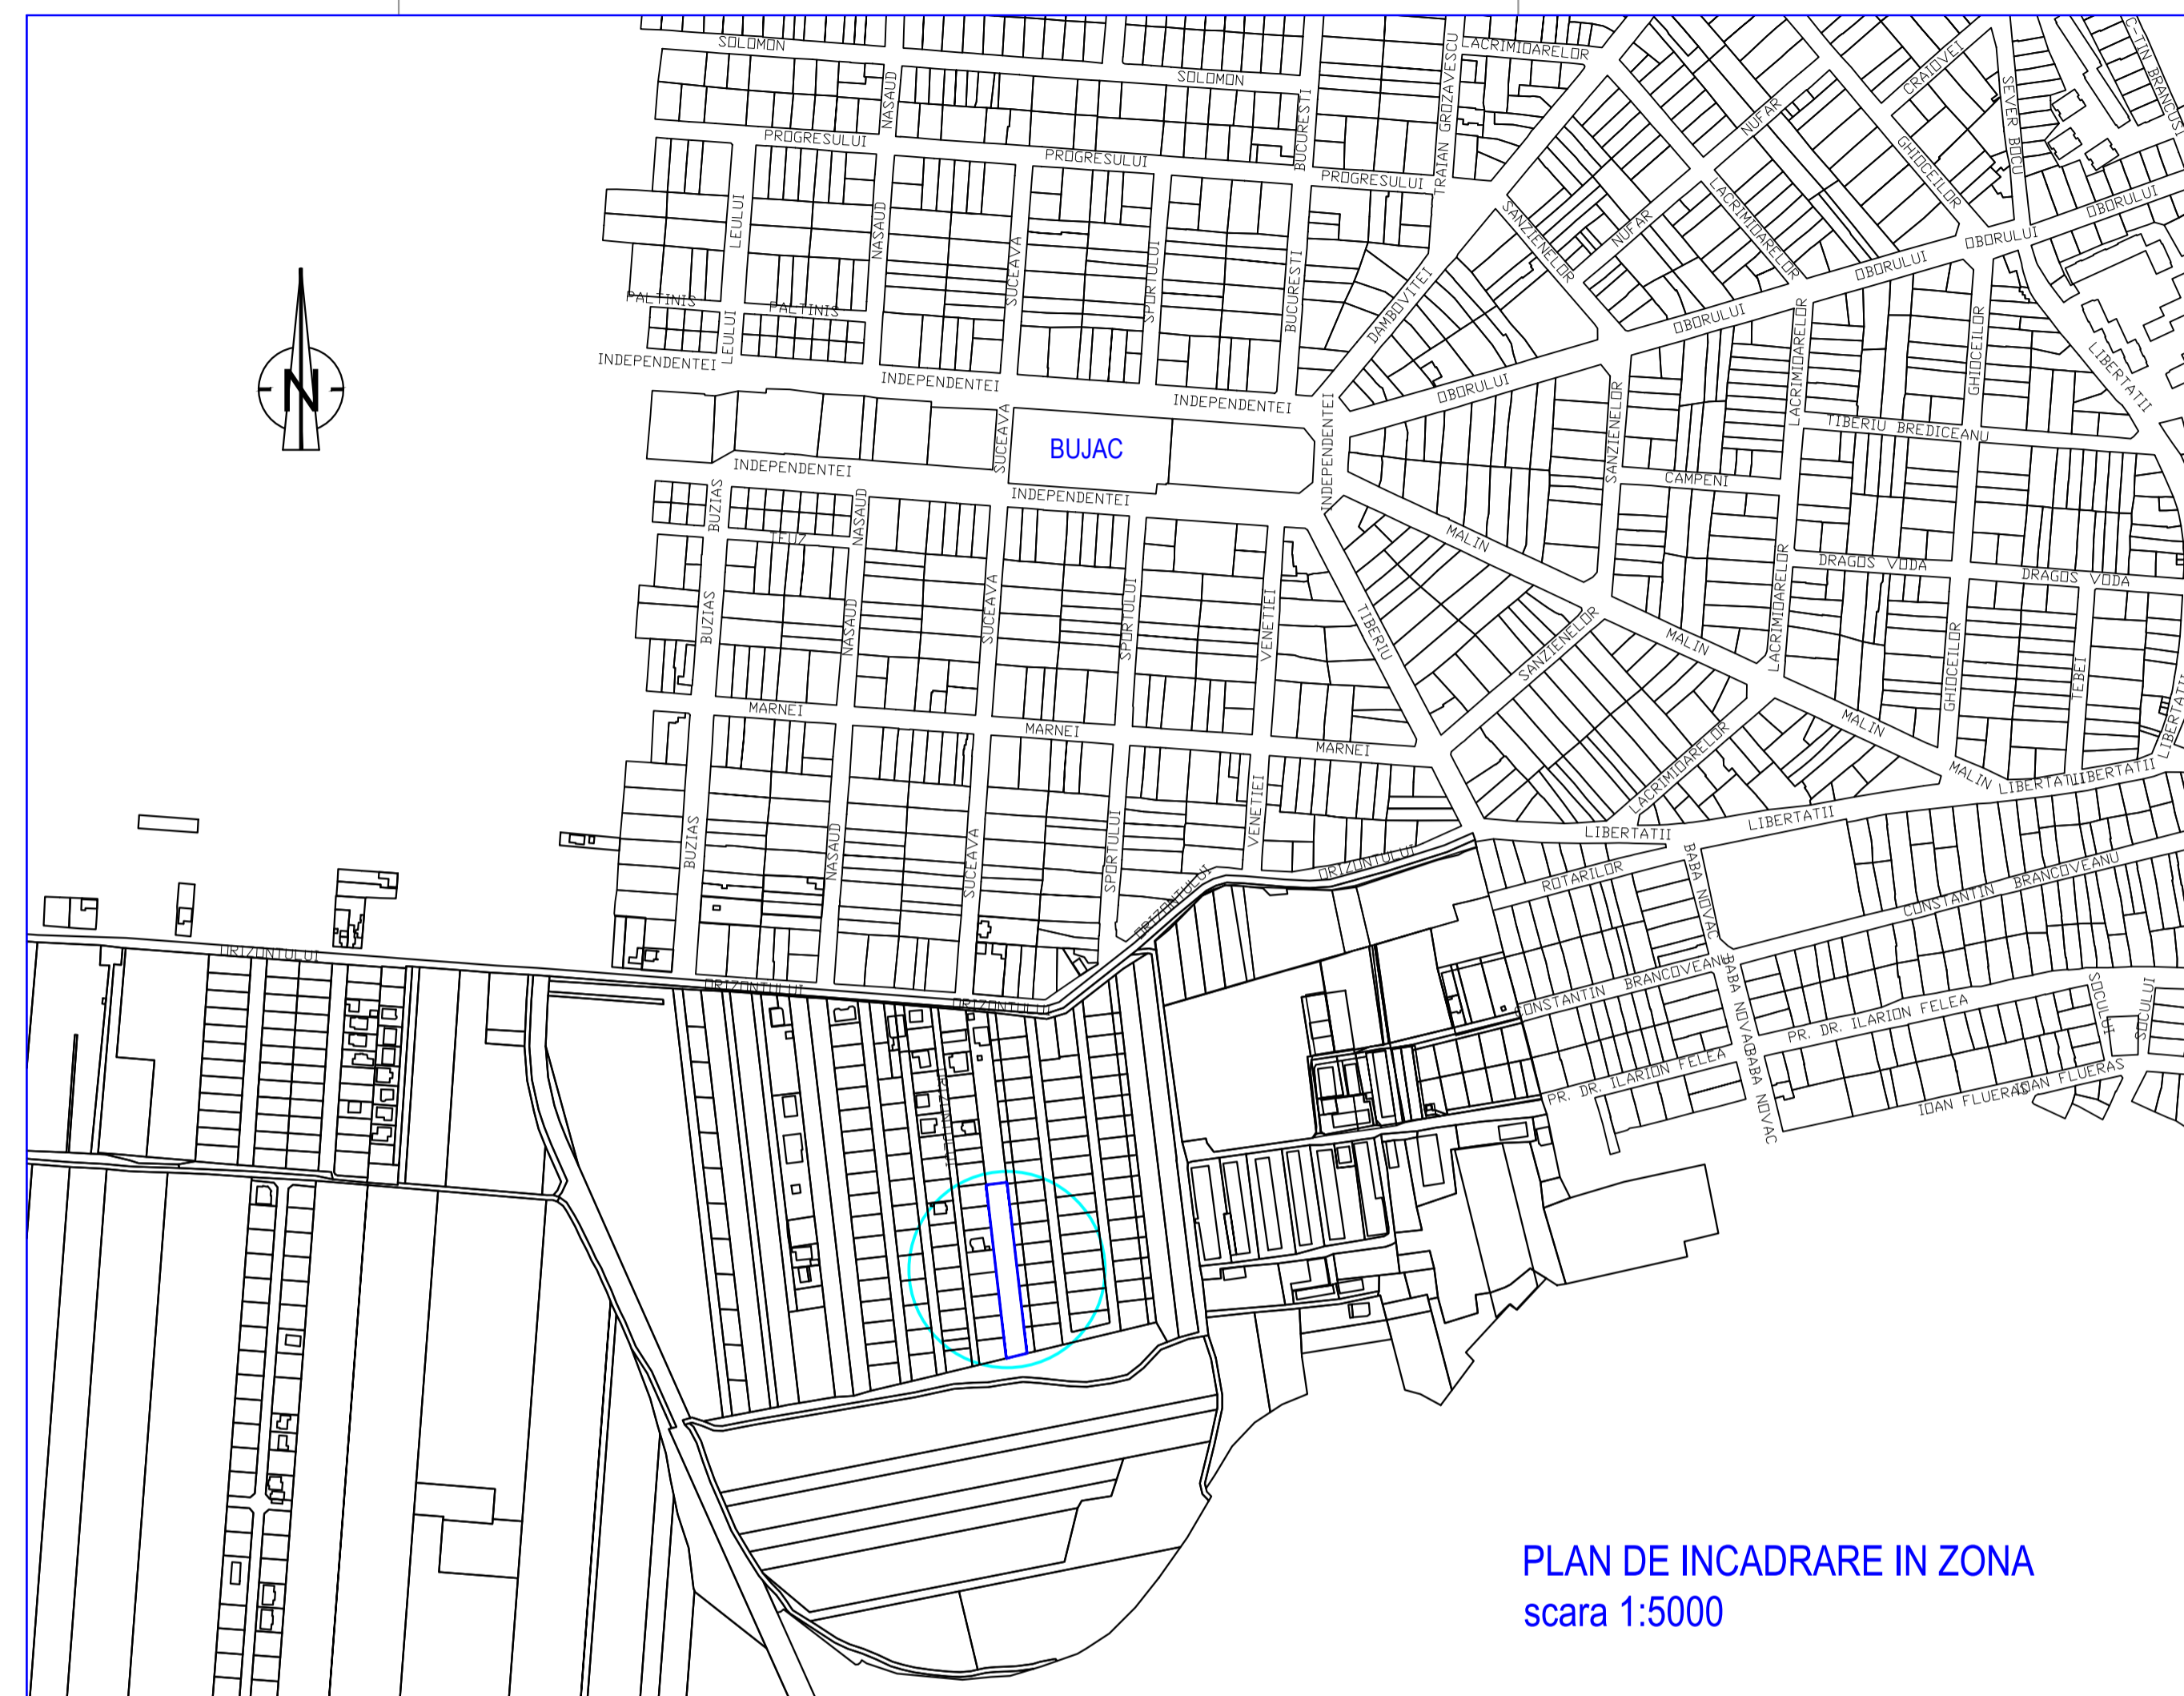 SOLOMON
LACRIMIOARELOR
SOLOMON
TRAIAN GROZAVESCU
CRAIOVEI
SEVER BOCU
C-TIN BRANCUSI
NASAUD
BUCURESTI
NUFAR
PROGRESULUI
PROGRESULUI
PROGRESULUI
GHIOCEILOR
LACRIMIOARELOR
OBORULUI
LEULUI
NASAUD
SUCEAVA
SPORTULUI
BUCURESTI
SANZIENELOR
NUFAR
OBORULUI
OBORULUI
PALTINIS
PALTINIS
LEULUI
DAMBOVITEI
OBORULUI
LACRIMIOARELOR
GHIOCEILOR
LIBERTATII
INDEPENDENTEI
INDEPENDENTEI
INDEPENDENTEI
OBORULUI
N
SUCEAVA
BUJAC
INDEPENDENTEI
SANZIENELOR
TIBERIU BREDICEANU
INDEPENDENTEI
INDEPENDENTEI
CAMPENI
BUZIAS
NASAUD
TEUZ
MALIN
DRAGOS VODA
DRAGOS VODA
BUZIAS
NASAUD
SUCEAVA
SPORTULUI
VENETIEI
TIBERIU
SANZIENELOR
MALIN
LACRIMIOARELOR
GHIOCEILOR
TEBEI
LIBERTATII
MARNEI
MARNEI
MARNEI
MALIN
MALIN
LIBERTATII
LIBERTATII
LACRIMIOARELOR
BUZIAS
NASAUD
SUCEAVA
SPORTULUI
VENETIEI
LIBERTATII
LIBERTATII
ORIZONTULUI
ORIZONTULUI
ROTARILOR
BABA NOVAC
CONSTANTIN BRANCOVEANU
ORIZONTULUI
ORIZONTULUI
ORIZONTULUI
CONSTANTIN BRANCOVEANU
BABA NOVAC
PR. DR. ILARION FELEA
SOCULUI
SOCULUI
ORIZONTULUI
PR. DR. ILARION FELEA
BABA NOVAC
IOAN FLUERAS
IOAN FLUERAS
PLAN DE INCADRARE IN ZONA
scara 1:5000